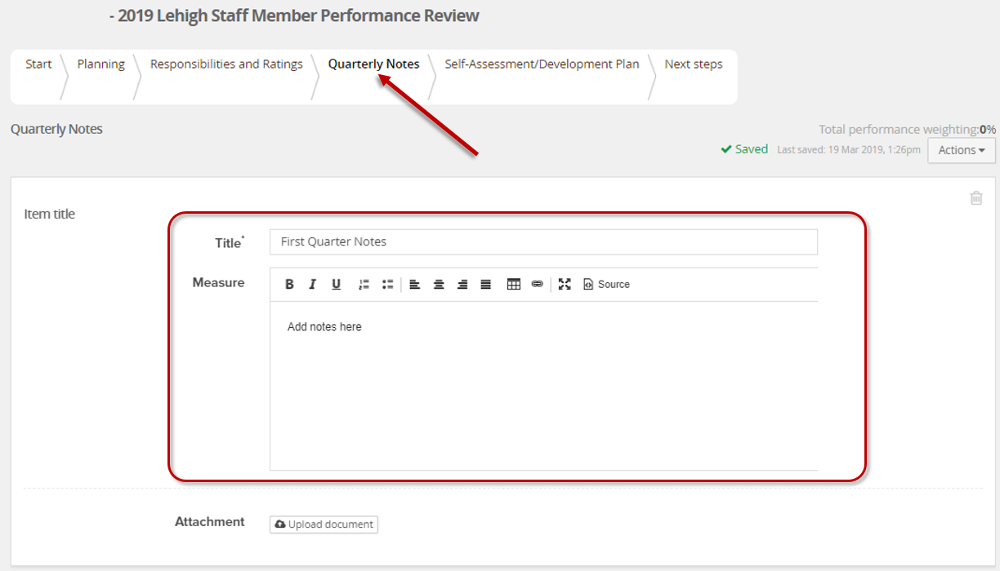 - 2019 Lehigh Staff Member Performance Review
Start Planning Responsibilities and Ratings Quarterly Notes Self-Assessment/Development Plan Next steps
Quarterly Notes
Total performance weighting:0%
Saved Last saved: 19 Mar 2019, 1:26pm Actions
Item title
Title* First Quarter Notes
Measure B I U Source
Add notes here
Attachment Upload document